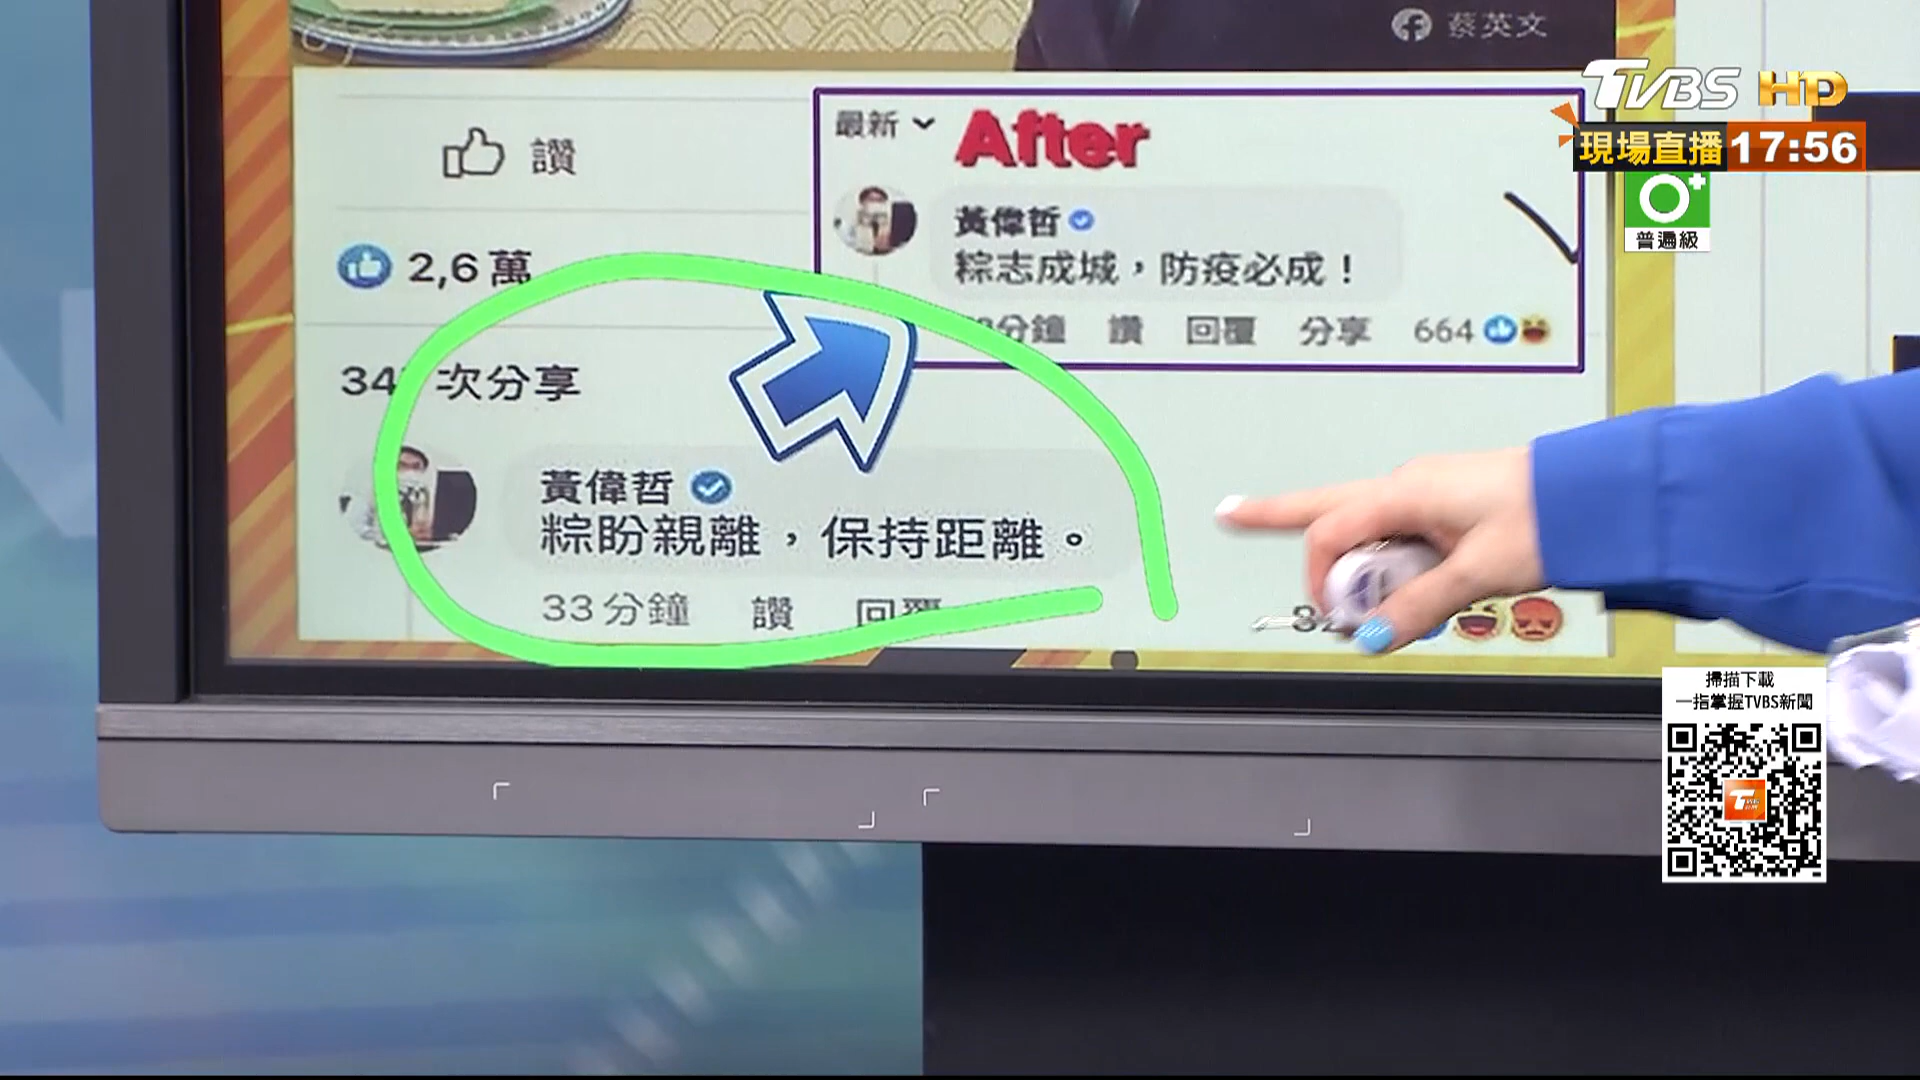 蔡英文
TVBS HD
現場直播 17:56
普遍級
讚
最新
After
黃偉哲
粽志成城，防疫必成！
分鐘 讚 回覆 分享 664
2,6 萬
次分享
黃偉哲
粽盼親離，保持距離。
33 分鐘 讚 回覆
掃描下載
一指掌握TVBS新聞